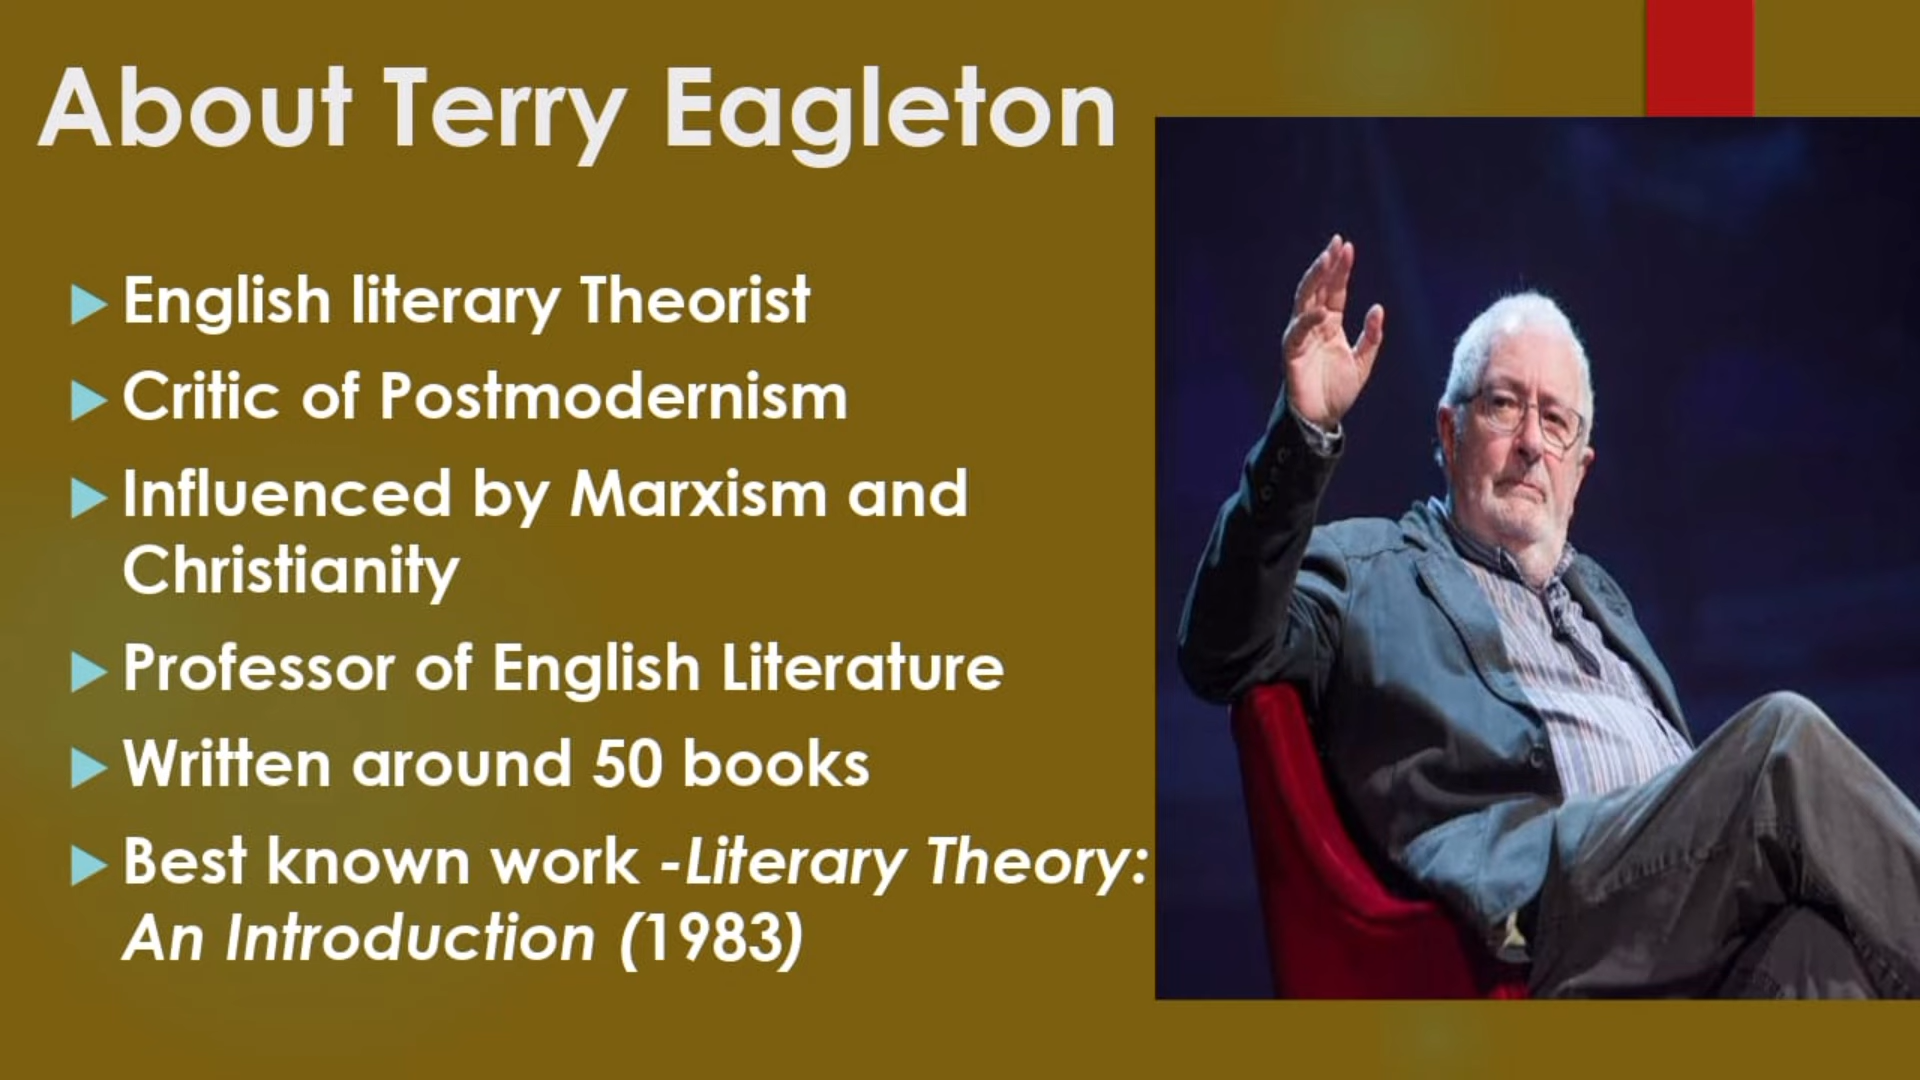 About Terry Eagleton
English literary Theorist
Critic of Postmodernism
Influenced by Marxism and
Christianity
Professor of English Literature
Written around 50 books
Best known work -Literary Theory:
An Introduction (1983)